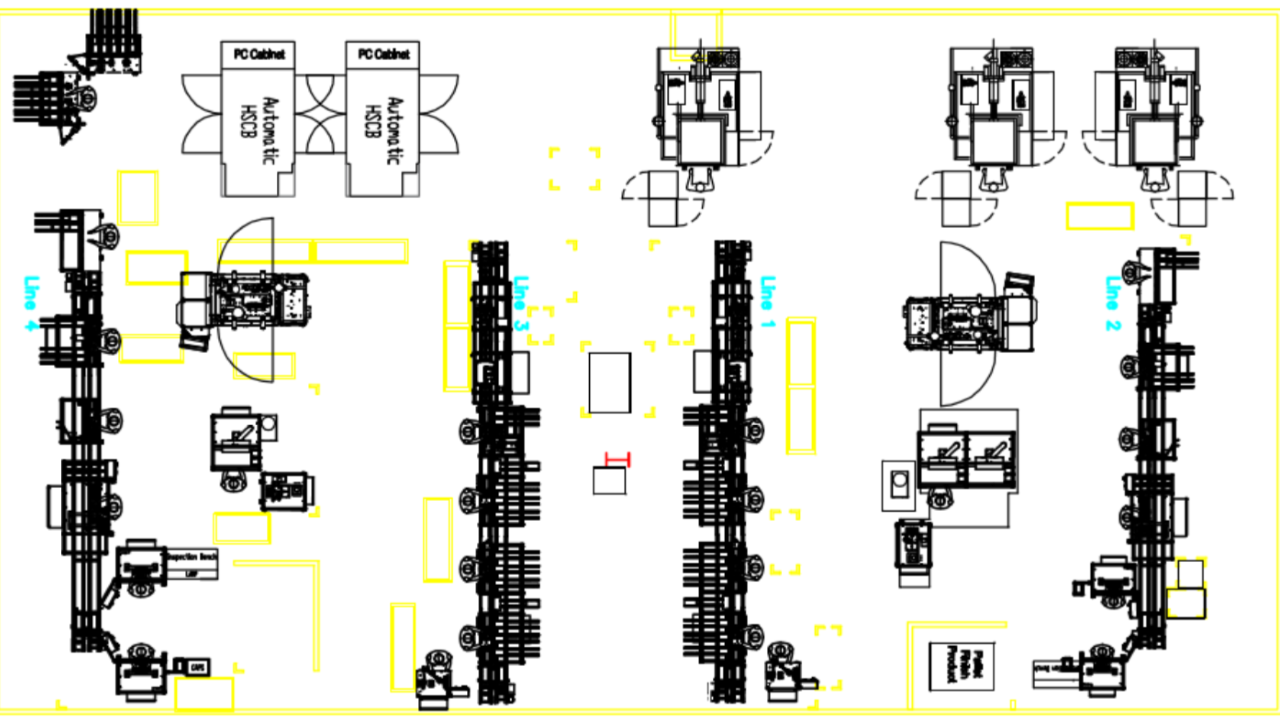 PC Cabinet
PC Cabinet
Automatic
HSCB
Automatic
HSCB
Line 4
Line 3
Line 1
Line 2
Inspection Bench
Pallet
Finish
Product